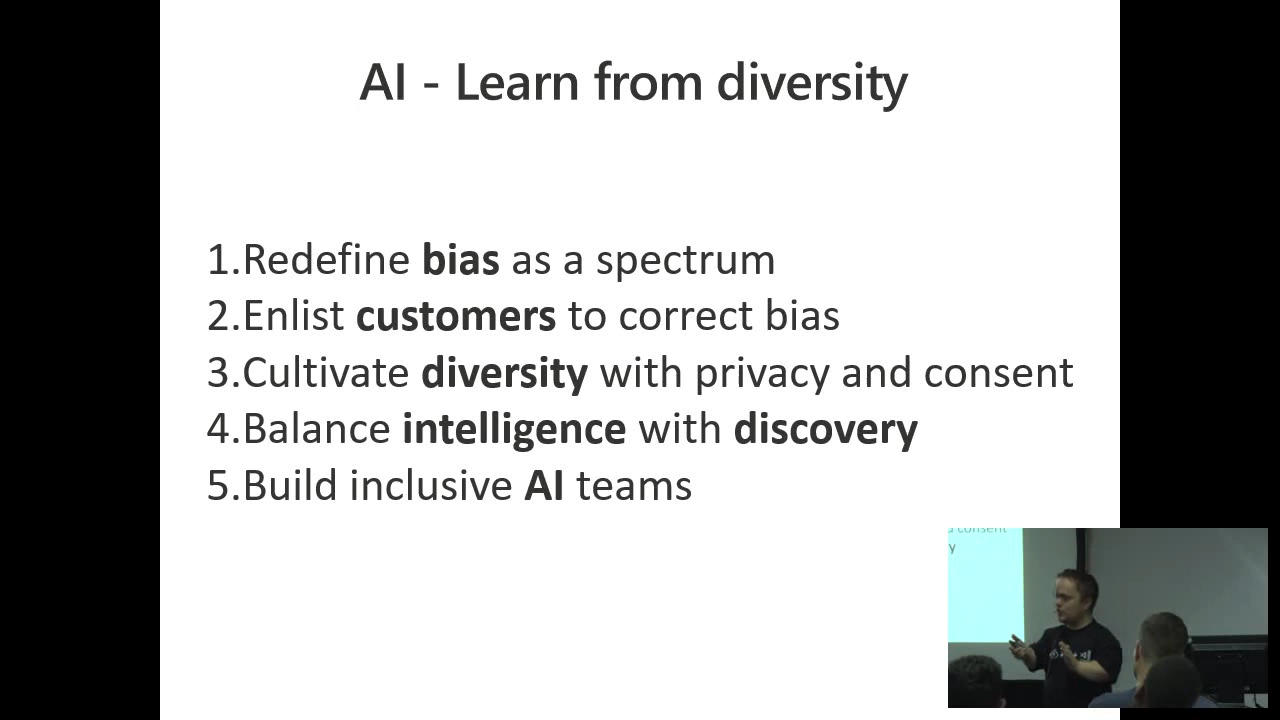 AI - Learn from diversity
1.Redefine bias as a spectrum
2.Enlist customers to correct bias
3.Cultivate diversity with privacy and consent
4.Balance intelligence with discovery
5.Build inclusive AI teams
consent
y